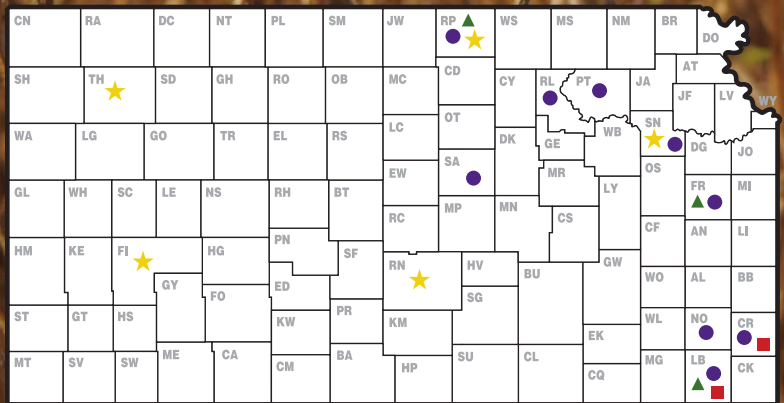 CN RA DC NT PL SM JW RP WS MS NM BR DO
SH TH SD GH RO OB MC CD CY RL PT JA AT JF LV WY
WA LG GO TR EL RS LC OT DK GE WB SN DG JO
GL WH SC LE NS RH BT EW SA MR LY OS FR MI
HM KE FI HG PN SF RC MP MN CS CF AN LI
GY FO ED RN HV SG BU GW WO AL BB
ST GT HS KW PR KM EK WL NO CR
MT SV SW ME CA CM BA HP SU CL CQ MG LB CK